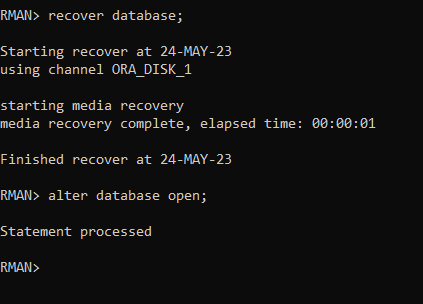 RMAN> recover database;
Starting recover at 24-MAY-23
using channel ORA_DISK_1
starting media recovery
media recovery complete, elapsed time: 00:00:01
Finished recover at 24-MAY-23
RMAN> alter database open;
Statement processed
RMAN>